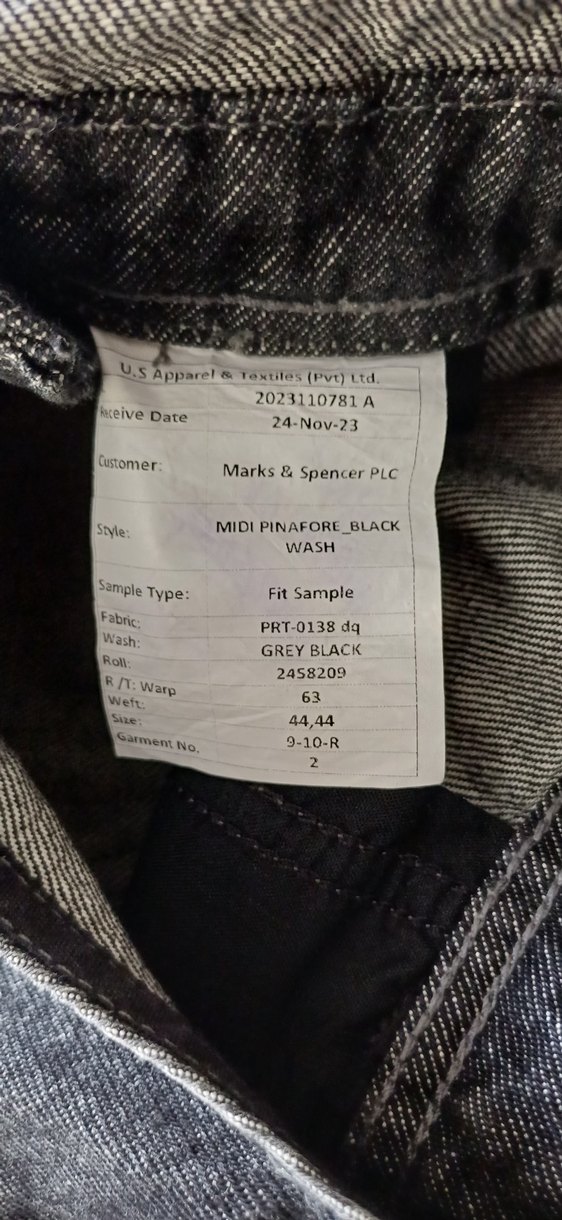 U.S Apparel & Textiles (Pvt) Ltd.
2023110781 A
Receive Date 24-Nov-23
Customer: Marks & Spencer PLC
Style: MIDI PINAFORE_BLACK
WASH
Sample Type: Fit Sample
Fabric: PRT-0138 dq
Wash: GREY BLACK
Roll: 2458209
R /T: Warp 63
Weft: 44,44
Size: 9-10-R
Garment No. 2